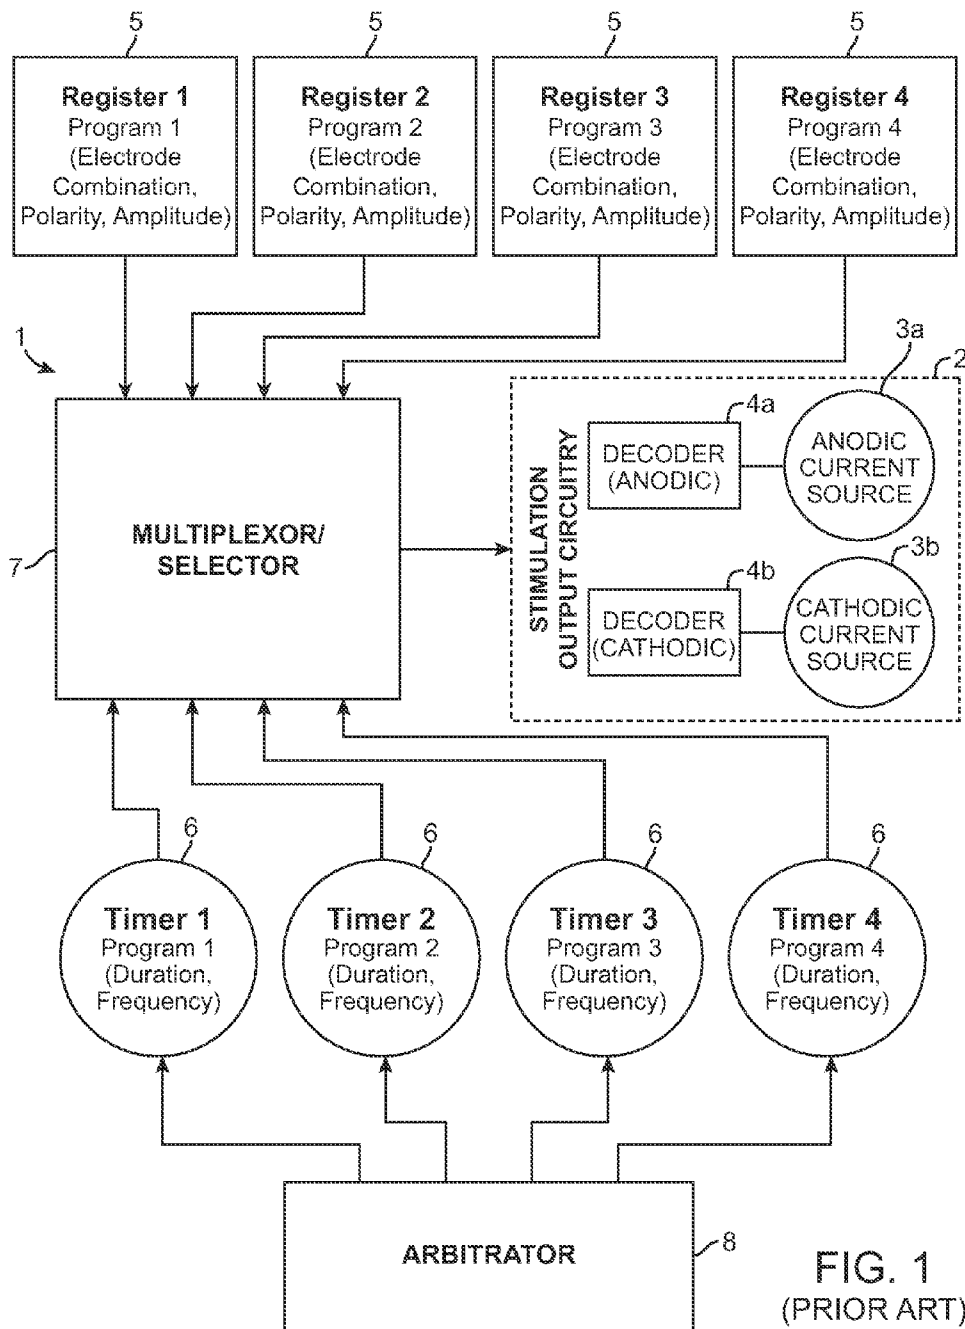 5
5
5
5
Register 1
Program 1
(Electrode
Combination,
Polarity, Amplitude)
Register 2
Program 2
(Electrode
Combination,
Polarity, Amplitude)
Register 3
Program 3
(Electrode
Combination,
Polarity, Amplitude)
Register 4
Program 4
(Electrode
Combination,
Polarity, Amplitude)
1
7
MULTIPLEXOR/
SELECTOR
2
STIMULATION
OUTPUT CIRCUITRY
4a
DECODER
(ANODIC)
3a
ANODIC
CURRENT
SOURCE
4b
DECODER
(CATHODIC)
3b
CATHODIC
CURRENT
SOURCE
6
6
6
6
Timer 1
Program 1
(Duration,
Frequency)
Timer 2
Program 2
(Duration,
Frequency)
Timer 3
Program 3
(Duration,
Frequency)
Timer 4
Program 4
(Duration,
Frequency)
ARBITRATOR
8
FIG. 1
(PRIOR ART)